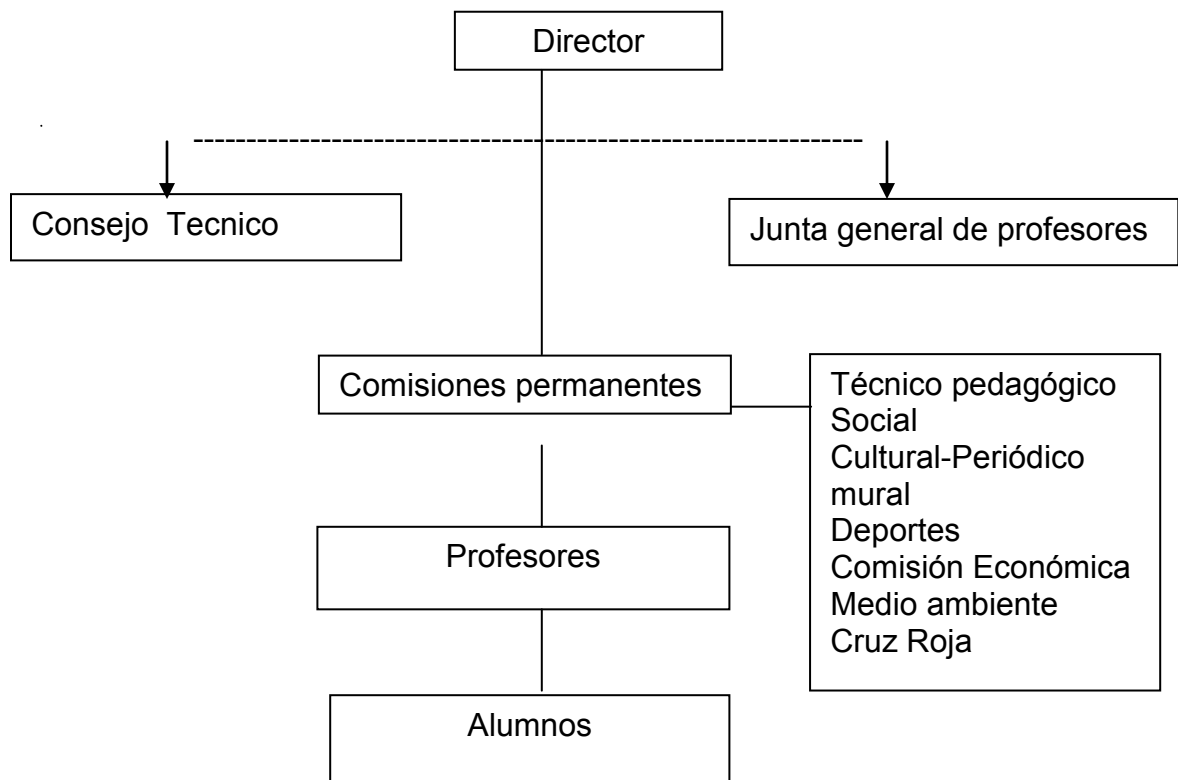 Director
Consejo  Tecnico
Junta general de profesores
Comisiones permanentes
Técnico pedagógico
Social
Cultural-Periódico
mural
Deportes
Comisión Económica
Medio ambiente
Cruz Roja
Profesores
Alumnos